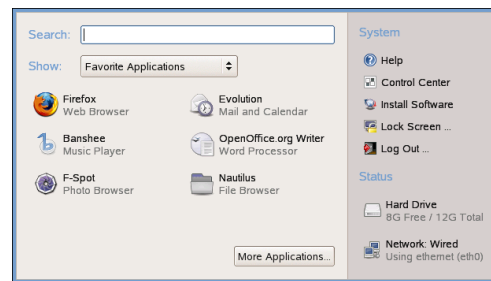 Search:
Show: Favorite Applications
Firefox
Web Browser
Evolution
Mail and Calendar
Banshee
Music Player
OpenOffice.org Writer
Word Processor
F-Spot
Photo Browser
Nautilus
File Browser
More Applications...
System
Help
Control Center
Install Software
Lock Screen ...
Log Out ...
Status
Hard Drive
8G Free / 12G Total
Network: Wired
Using ethernet (eth0)